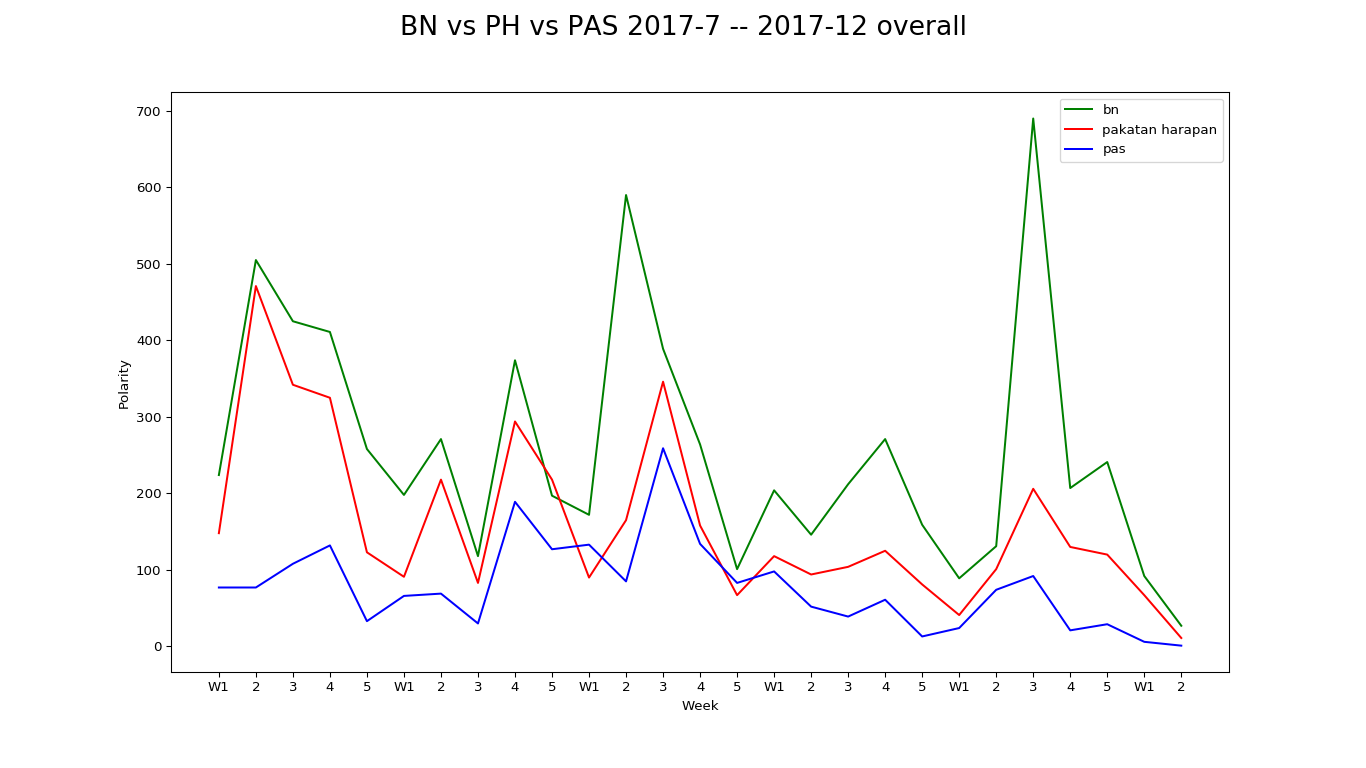 BN vs PH vs PAS 2017-7 -- 2017-12 overall
bn
pakatan harapan
pas
700
600
500
400
300
200
100
0
Polarity
W1 2 3 4 5 W1 2 3 4 5 W1 2 3 4 5 W1 2 3 4 5 W1 2 3 4 5 W1 2
Week